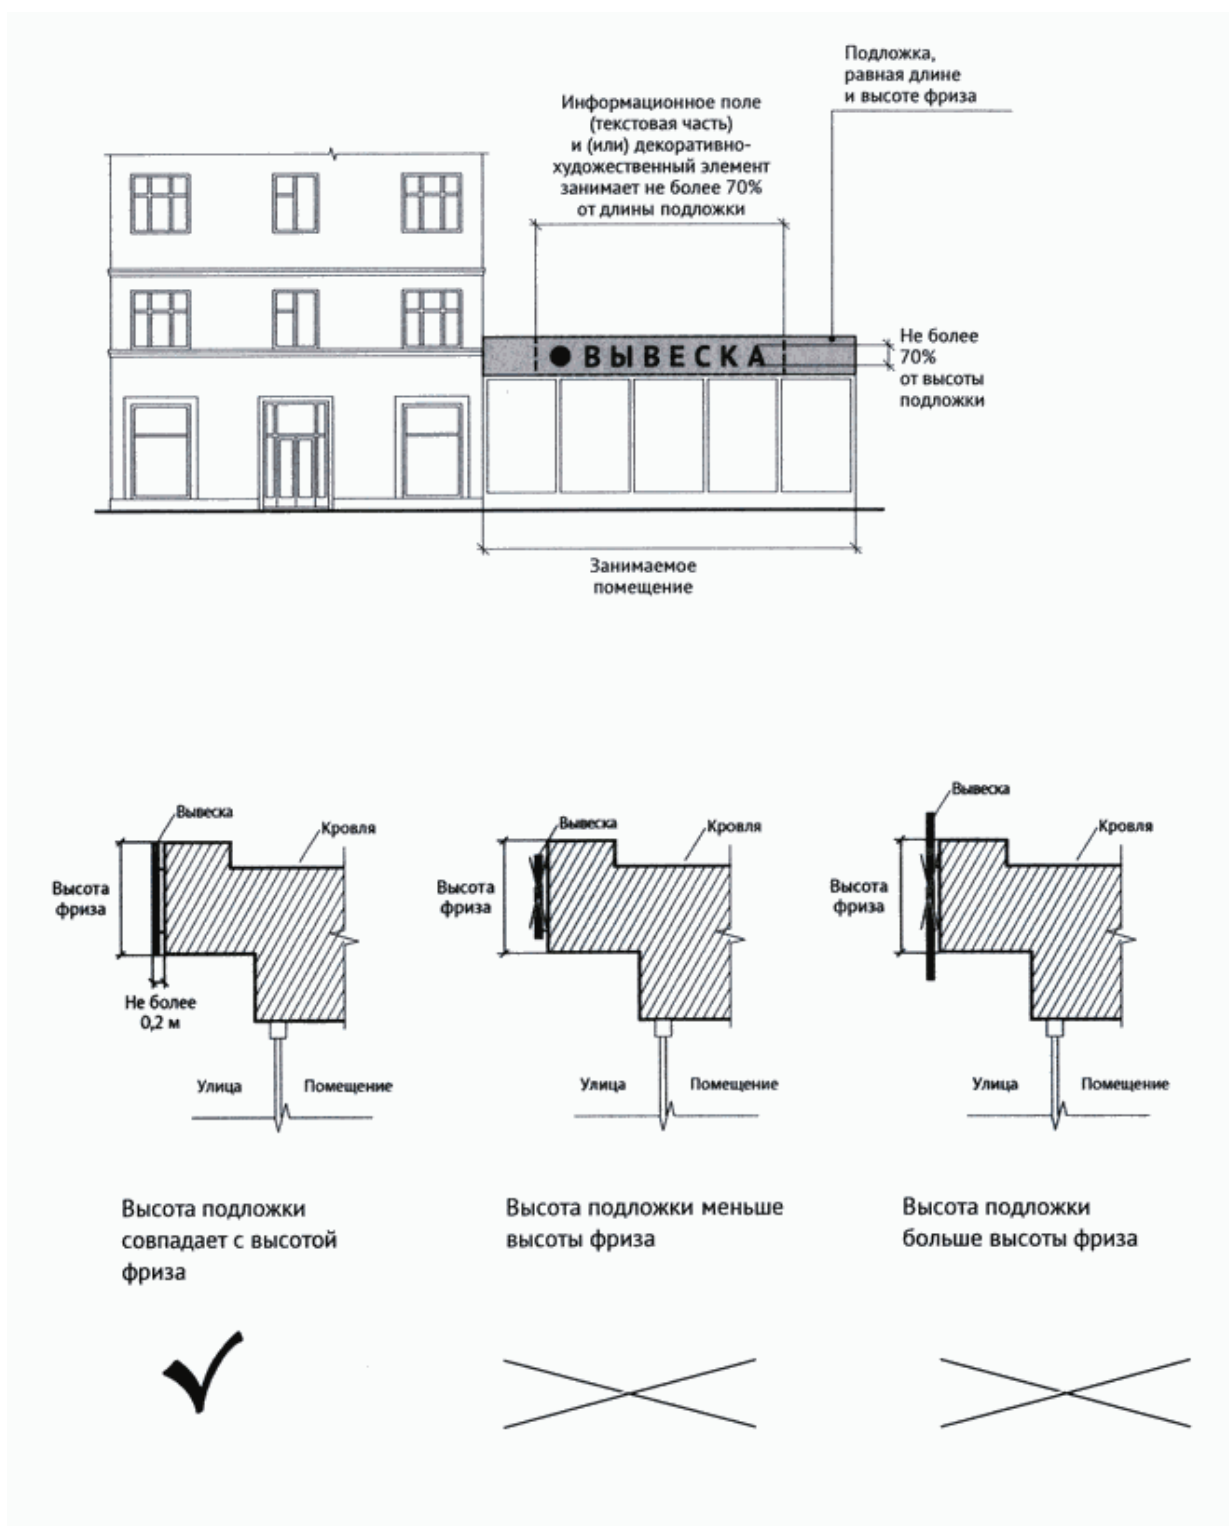 Подложка,
равная длине
и высоте фриза
Информационное поле
(текстовая часть)
и (или) декоративно-
художественный элемент
занимает не более 70%
от длины подложки
ВЫВЕСКА
Не более
70%
от высоты
подложки
Занимаемое
помещение
Вывеска
Кровля
Высота
фриза
Не более
0,2 м
Улица
Помещение
Вывеска
Кровля
Высота
фриза
Улица
Помещение
Вывеска
Кровля
Высота
фриза
Улица
Помещение
Высота подложки
совпадает с высотой
фриза
Высота подложки меньше
высоты фриза
Высота подложки
больше высоты фриза